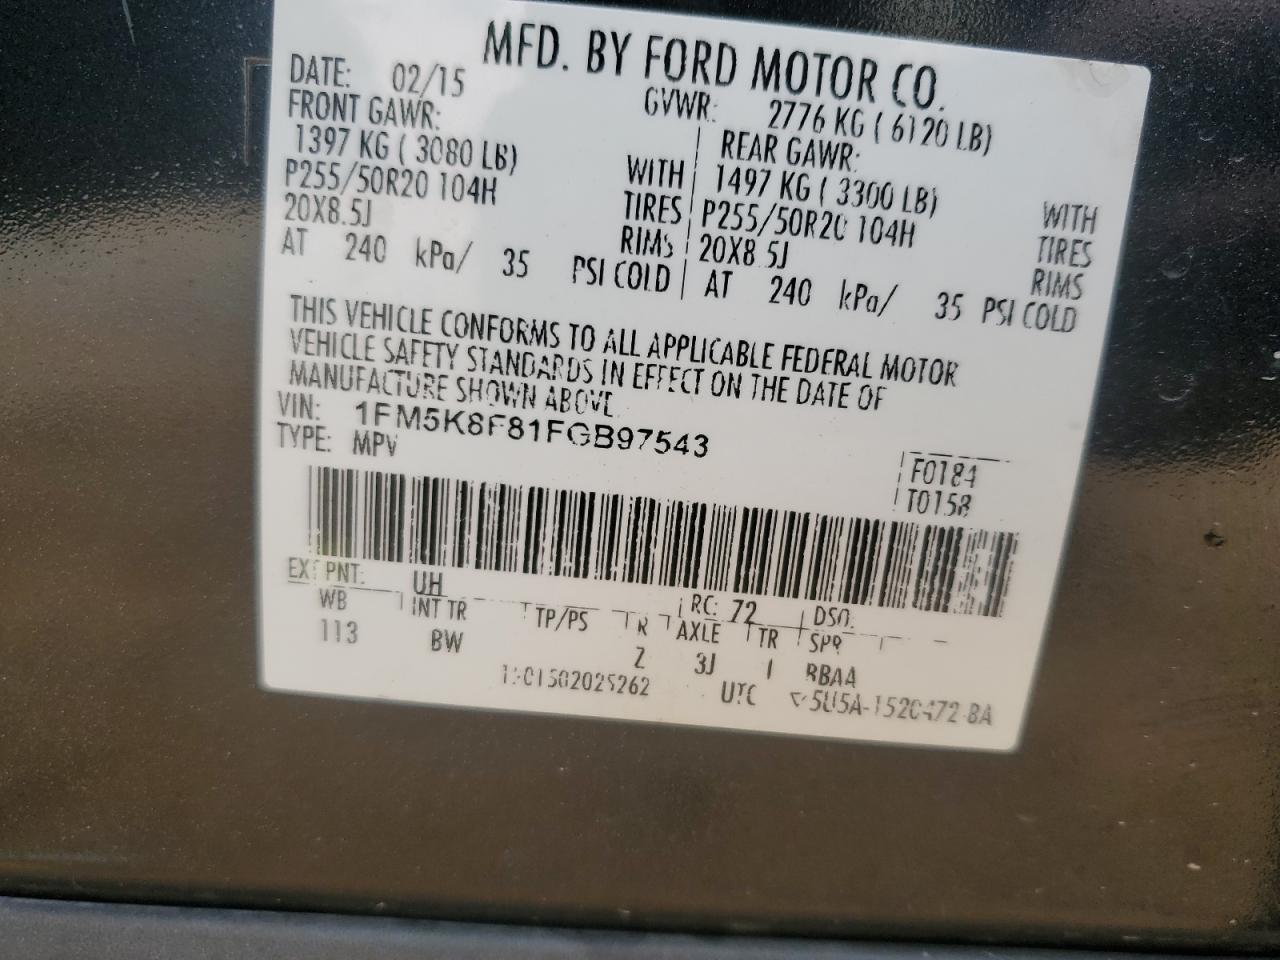 MFD. BY FORD MOTOR CO.
DATE: 02/15 GVWR: 2776 KG ( 6120 LB)
FRONT GAWR: REAR GAWR:
1397 KG ( 3080 LB) WITH 1497 KG ( 3300 LB) WITH
P255/50R20 104H TIRES P255/50R20 104H TIRES
20X8.5J RIMS 20X8.5J RIMS
AT 240 kPa/ 35 PSI COLD AT 240 kPa/ 35 PSI COLD
THIS VEHICLE CONFORMS TO ALL APPLICABLE FEDERAL MOTOR
VEHICLE SAFETY STANDARDS IN EFFECT ON THE DATE OF
MANUFACTURE SHOWN ABOVE.
VIN: 1FM5K8F81FGB97543
TYPE: MPV
F0184
T0158
EXT PNT: UH RC: 72 DSO:
WB INT TR TP/PS R AXLE TR SPR
113 BW Z 3J I BBAA
UTC